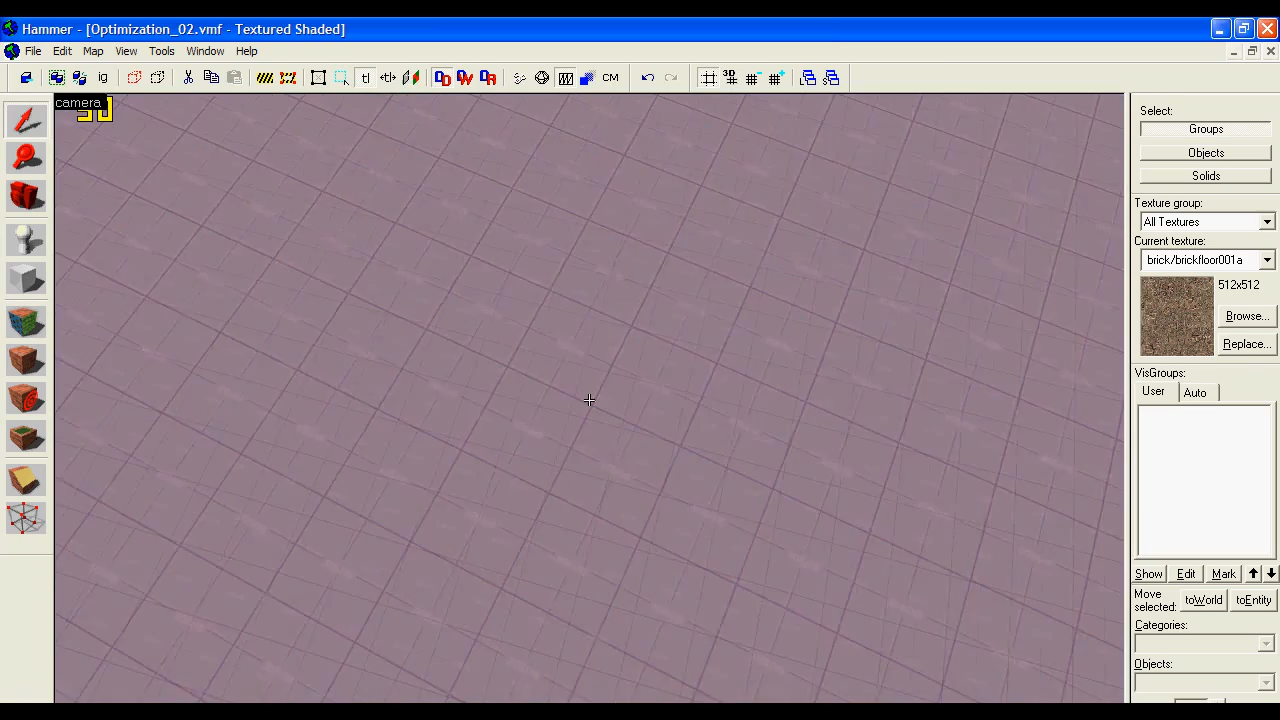 Hammer - [Optimization_02.vmf - Textured Shaded]
File Edit Map View Tools Window Help
CM
camera
Select:
Groups
Objects
Solids
Texture group:
All Textures
Current texture:
brick/brickfloor001a
512x512
Browse...
Replace...
VisGroups:
User Auto
Show Edit Mark
Move selected: toWorld toEntity
Categories:
Objects: